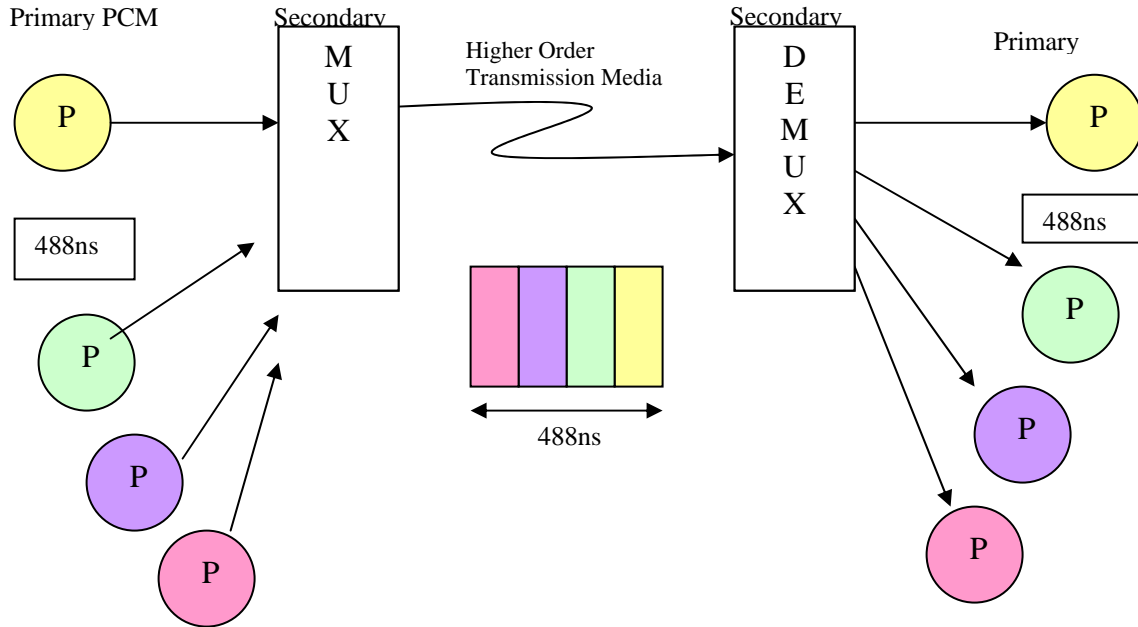 Primary PCM
Secondary
Secondary
Primary
M
U
X
Higher Order
Transmission Media
D
E
M
U
X
P
P
488ns
488ns
P
P
488ns
P
P
P
P